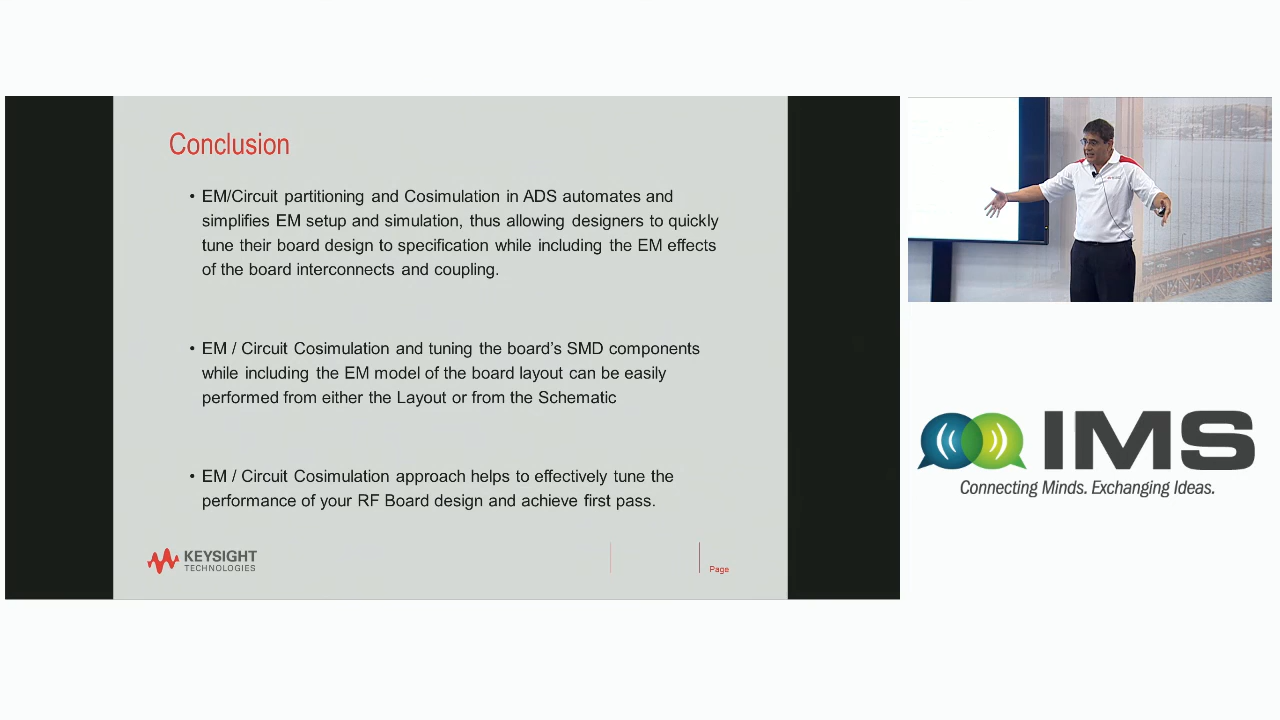 Conclusion
• EM/Circuit partitioning and Cosimulation in ADS automates and
simplifies EM setup and simulation, thus allowing designers to quickly
tune their board design to specification while including the EM effects
of the board interconnects and coupling.
• EM / Circuit Cosimulation and tuning the board's SMD components
while including the EM model of the board layout can be easily
performed from either the Layout or from the Schematic
• EM / Circuit Cosimulation approach helps to effectively tune the
performance of your RF Board design and achieve first pass.
KEYSIGHT
TECHNOLOGIES
Page
IMS
Connecting Minds. Exchanging Ideas.